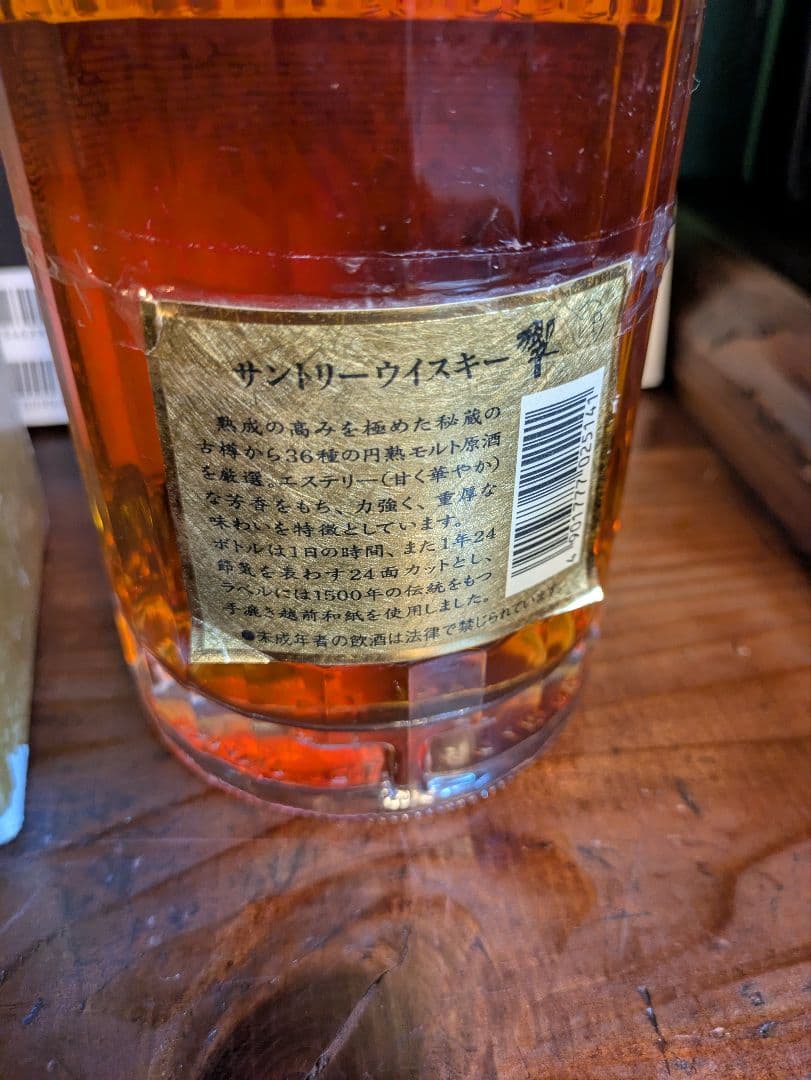 サントリーウイスキー 響
熟成の高みを極めた秘蔵の
古樽から36種の円熟モルト原酒
を厳選。エステリー(甘く華やか)
な芳香をもち、力強く、重厚な
味わいを特徴としています。
ボトルは1日の時間、また1年24
節氣を表わす24面カットとし、
ラベルには1500年の伝統をもつ
手漉き越前和紙を使用しました。
●未成年者の飲酒は法律で禁じられています。
4 901777 025141